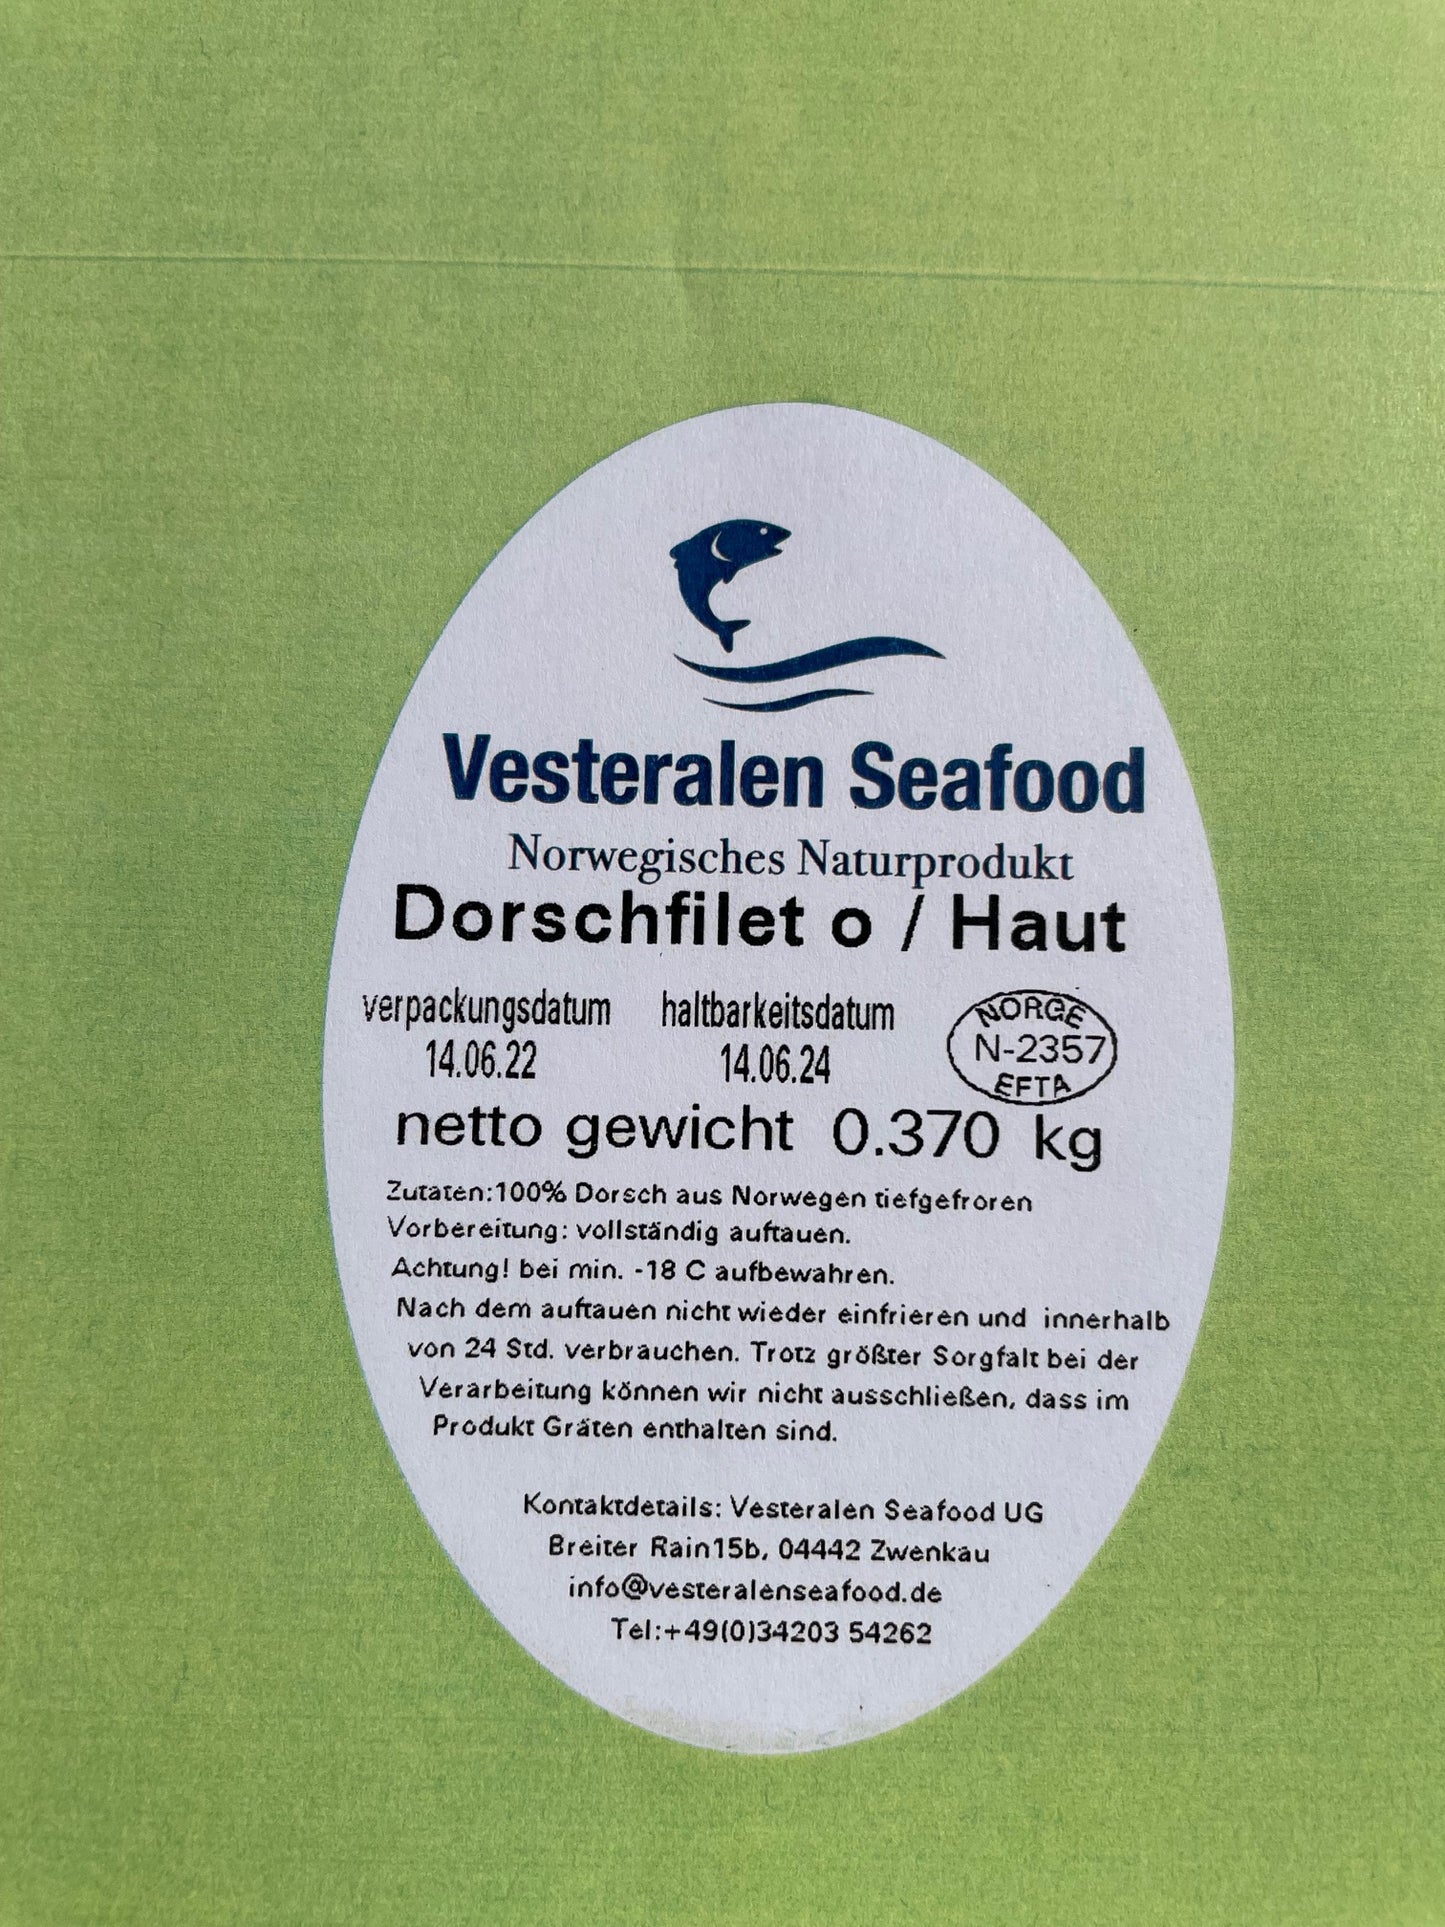 Vesteralen Seafood
Norwegisches Naturprodukt
Dorschfilet o / Haut
verpackungsdatum haltbarkeitsdatum
14.06.22 14.06.24
NORGE
N-2357
EFTA
netto gewicht 0.370 kg
Zutaten:100% Dorsch aus Norwegen tiefgefroren
Vorbereitung: vollständig auftauen.
Achtung! bei min. -18 C aufbewahren.
Nach dem auftauen nicht wieder einfrieren und innerhalb
von 24 Std. verbrauchen. Trotz größter Sorgfalt bei der
Verarbeitung können wir nicht ausschließen, dass im
Produkt Gräten enthalten sind.
Kontaktdetails: Vesteralen Seafood UG
Breiter Rain15b, 04442 Zwenkau
info@vesteralenseafood.de
Tel:+49(0)34203 54262